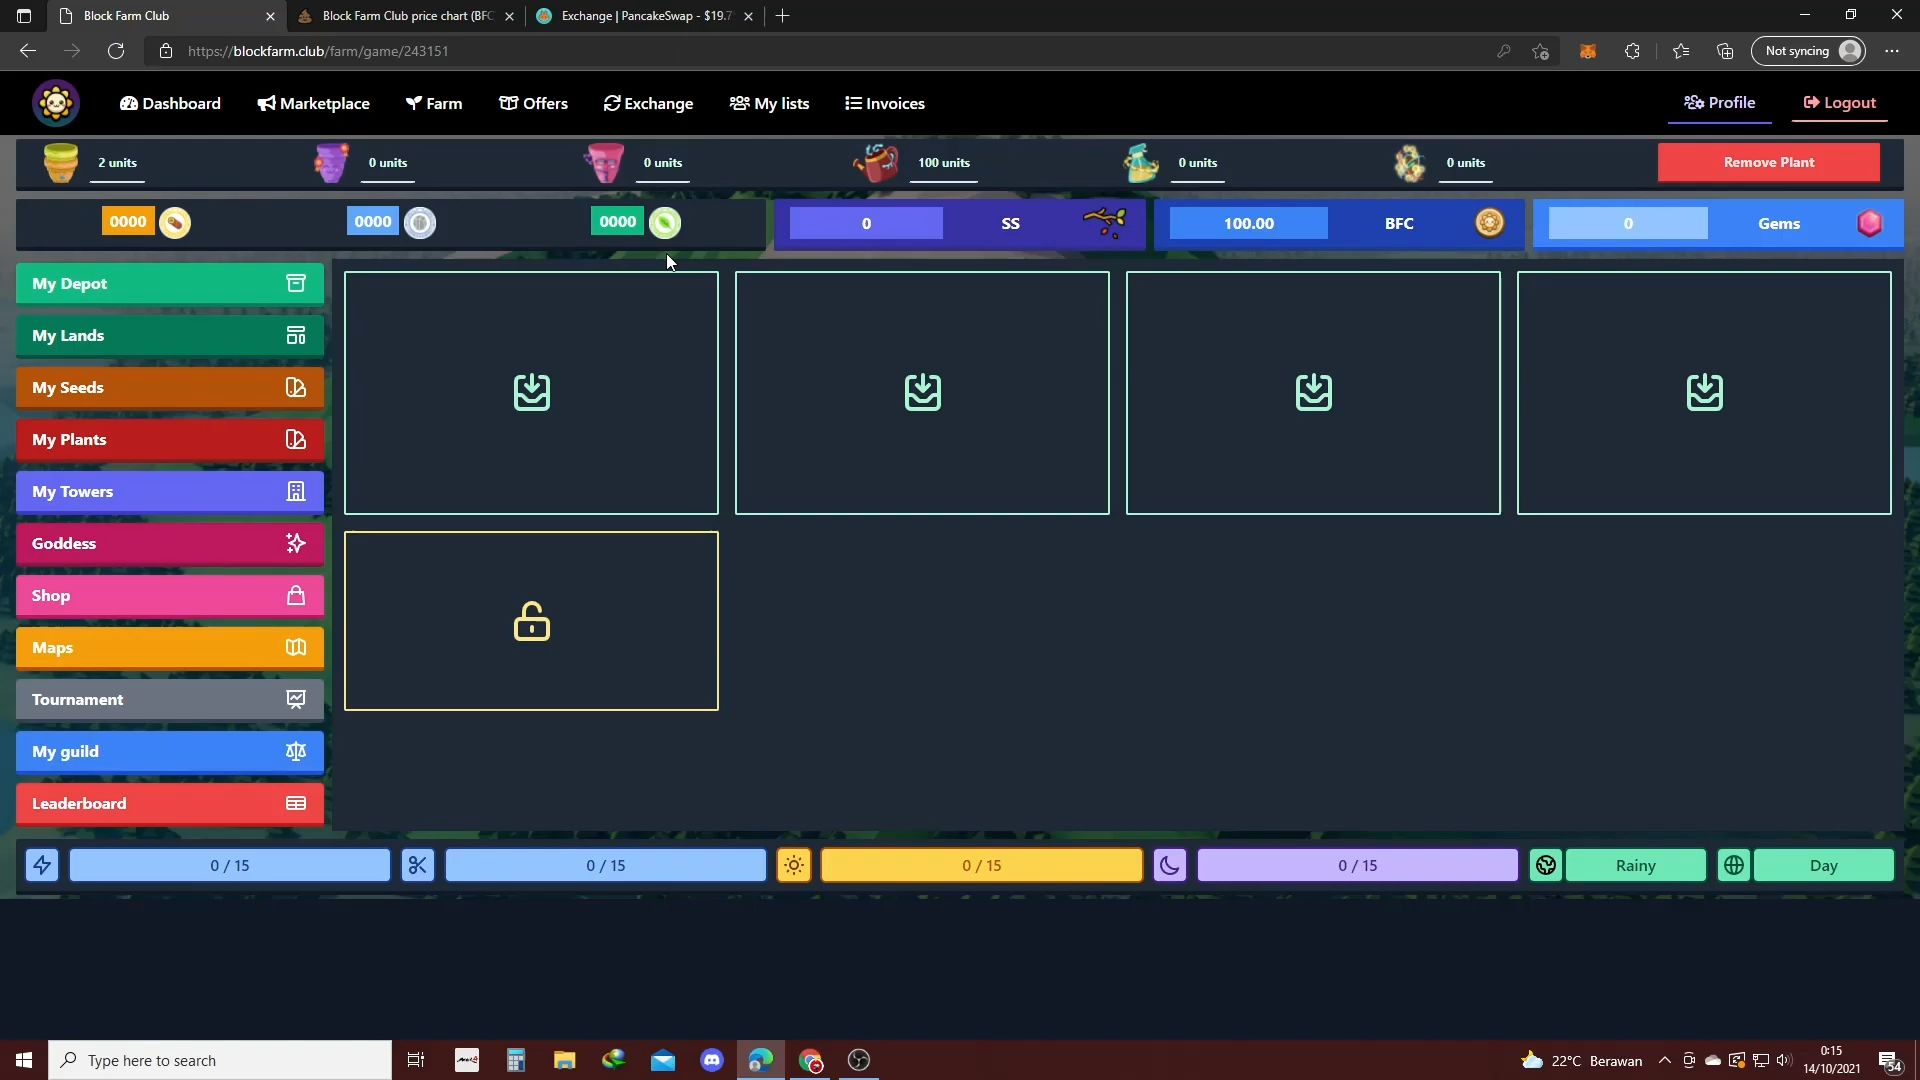 Block Farm Club
Block Farm Club price chart (BFC
Exchange | PancakeSwap - $19.7
https://blockfarm.club/farm/game/243151
Not syncing
Dashboard
Marketplace
Farm
Offers
Exchange
My lists
Invoices
Profile
Logout
2 units
0 units
0 units
100 units
0 units
0 units
Remove Plant
0000
0000
0000
0
SS
100.00
BFC
0
Gems
My Depot
My Lands
My Seeds
My Plants
My Towers
Goddess
Shop
Maps
Tournament
My guild
Leaderboard
0 / 15
0 / 15
0 / 15
0 / 15
Rainy
Day
Type here to search
22°C Berawan
0:15
14/10/2021
54